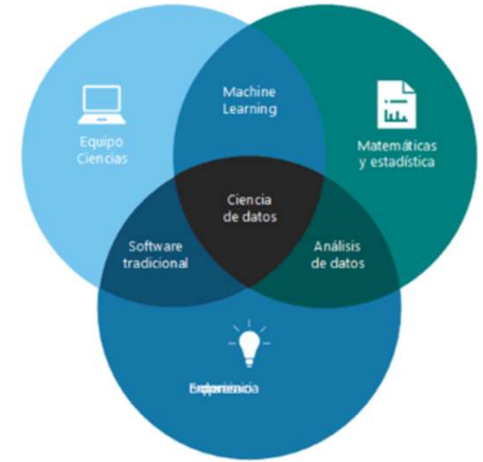 Machine
Learning
Equipo
Ciencias
Matemáticas
y estadística
Ciencia
de datos
Software
tradicional
Análisis
de datos